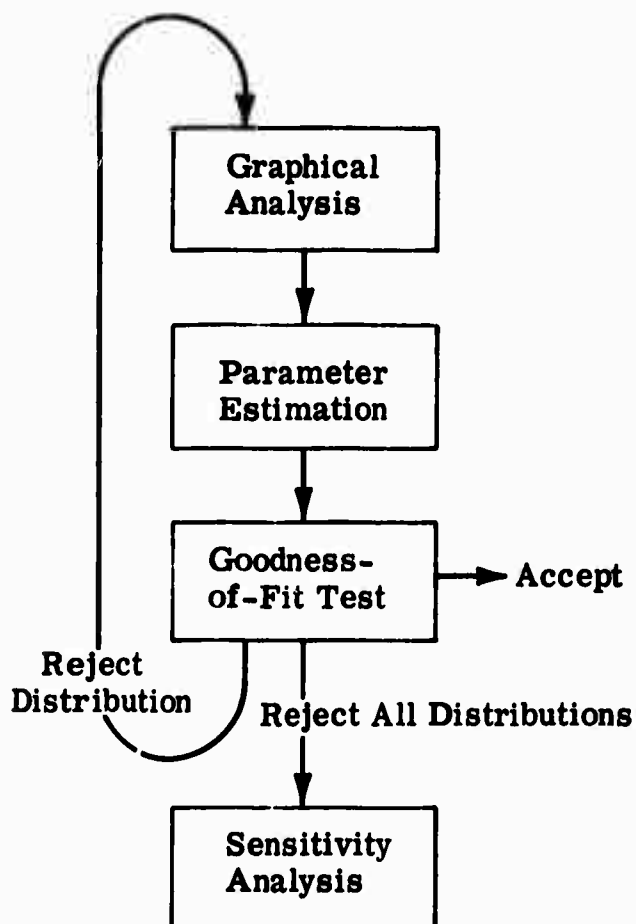 Graphical
Analysis
Parameter
Estimation
Goodness-
of-Fit Test
Accept
Reject
Distribution
Reject All Distributions
Sensitivity
Analysis